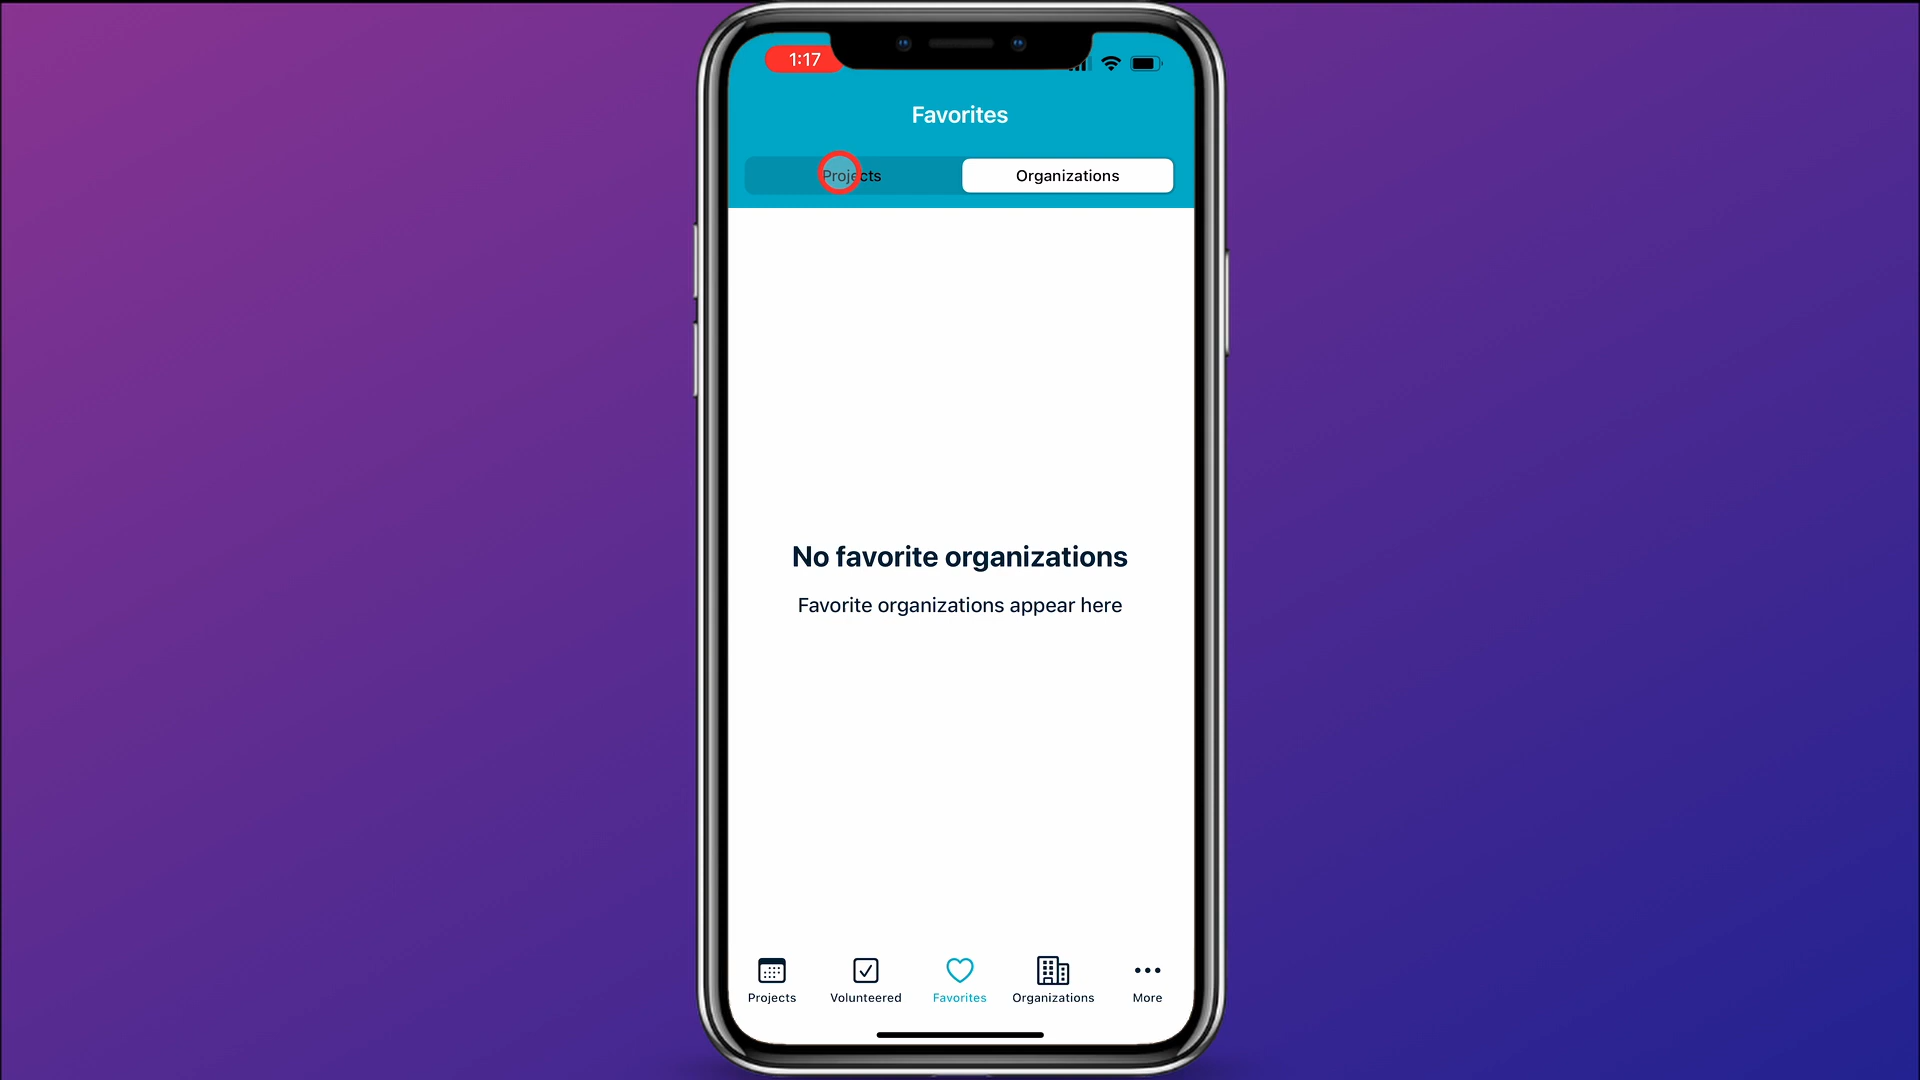 1:17
Favorites
Projects
Organizations
No favorite organizations
Favorite organizations appear here
Projects
Volunteered
Favorites
Organizations
More